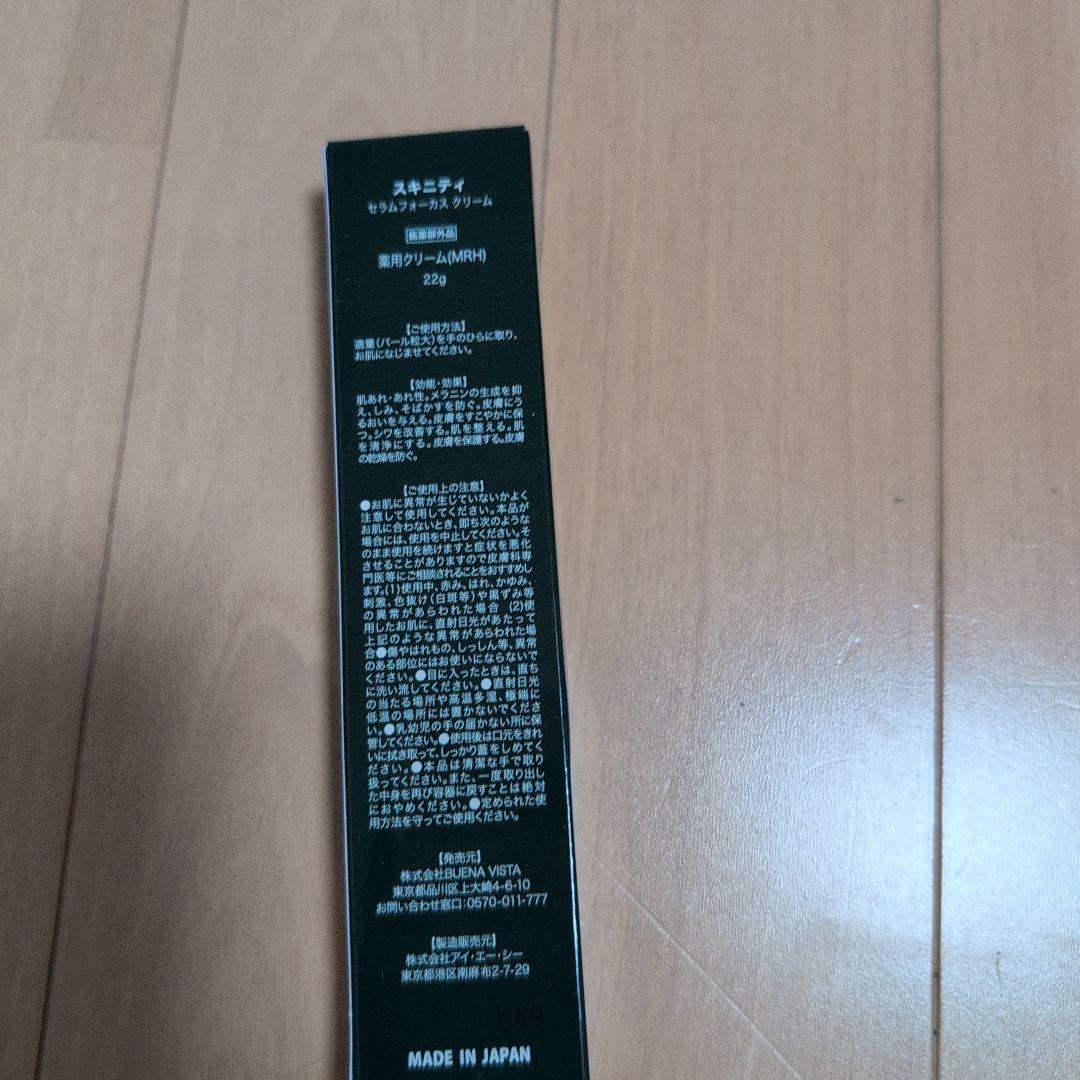 スキニティ
セラムフォーカス クリーム
医薬部外品
薬用クリーム(MRH)
22g
【ご使用方法】
適量(パール粒大)を手のひらに取り、
お肌になじませてください。
【効能・効果】
肌あれ・あれ性。メラニンの生成を抑
え、しみ、そばかすを防ぐ。皮膚にう
るおいを与える。皮膚をすこやかに保
つ。シワを改善する。肌を整える。肌
を清浄にする。皮膚を保護する。皮膚
の乾燥を防ぐ。
【ご使用上の注意】
●お肌に異常が生じていないかよく
注意して使用してください。本品が
お肌に合わないとき、即ち次のような
場合には、使用を中止してください。そ
のまま使用を続けますと症状を悪化
させることがありますので皮膚科専
門医等にご相談されることをおすすめし
ます。(1)使用中、赤み、はれ、かゆみ、
刺激、色抜け(白斑等)や黒ずみ等
の異常があらわれた場合 (2)使
用したお肌に、直射日光があたって
上記のような異常があらわれた場
合●傷やはれもの、しっしん等、異常
のある部位にはお使いにならないで
ください。●目に入ったときは、直ち
に洗い流してください。●直射日光
の当たる場所や高温多湿、極端に
低温の場所には置かないでくださ
い。●乳幼児の手の届かない所に保
管してください。●使用後は口元をきれ
いに拭き取って、しっかり蓋をしめてく
ださい。●本品は清潔な手で取り
扱ってください。また、一度取り出し
た中身を再び容器に戻すことは絶対
におやめください。●定められた使
用方法を守ってご使用ください。
【発売元】
株式会社BUENA VISTA
東京都品川区上大崎4-6-10
お問い合わせ窓口:0570-011-777
【製造販売元】
株式会社アイ・エー・シー
東京都港区南麻布2-7-29
MADE IN JAPAN